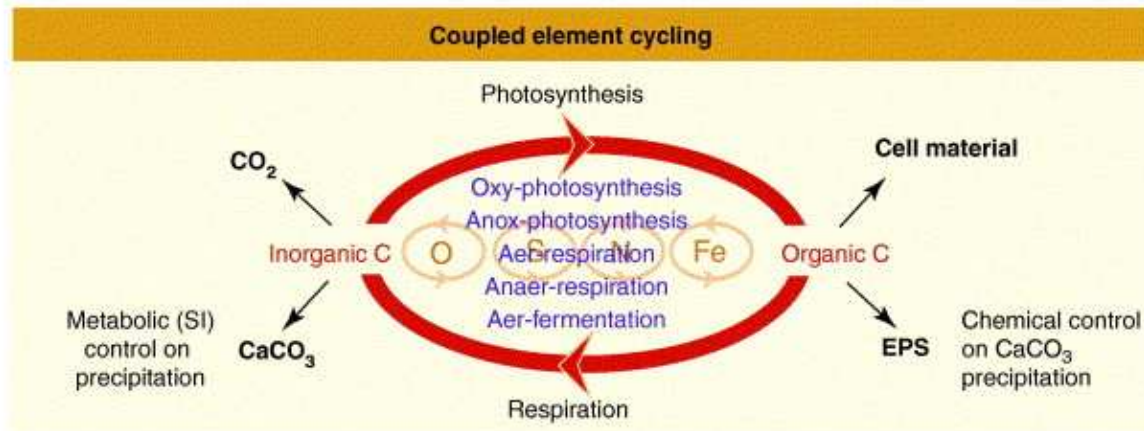 Coupled element cycling
Photosynthesis
CO₂
Cell material
Oxy-photosynthesis
Anox-photosynthesis
Inorganic C
O
S
N
Fe
Organic C
Aer-respiration
Anaer-respiration
Aer-fermentation
Metabolic (SI)
control on
precipitation
CaCO₃
EPS
Chemical control
on CaCO₃
precipitation
Respiration